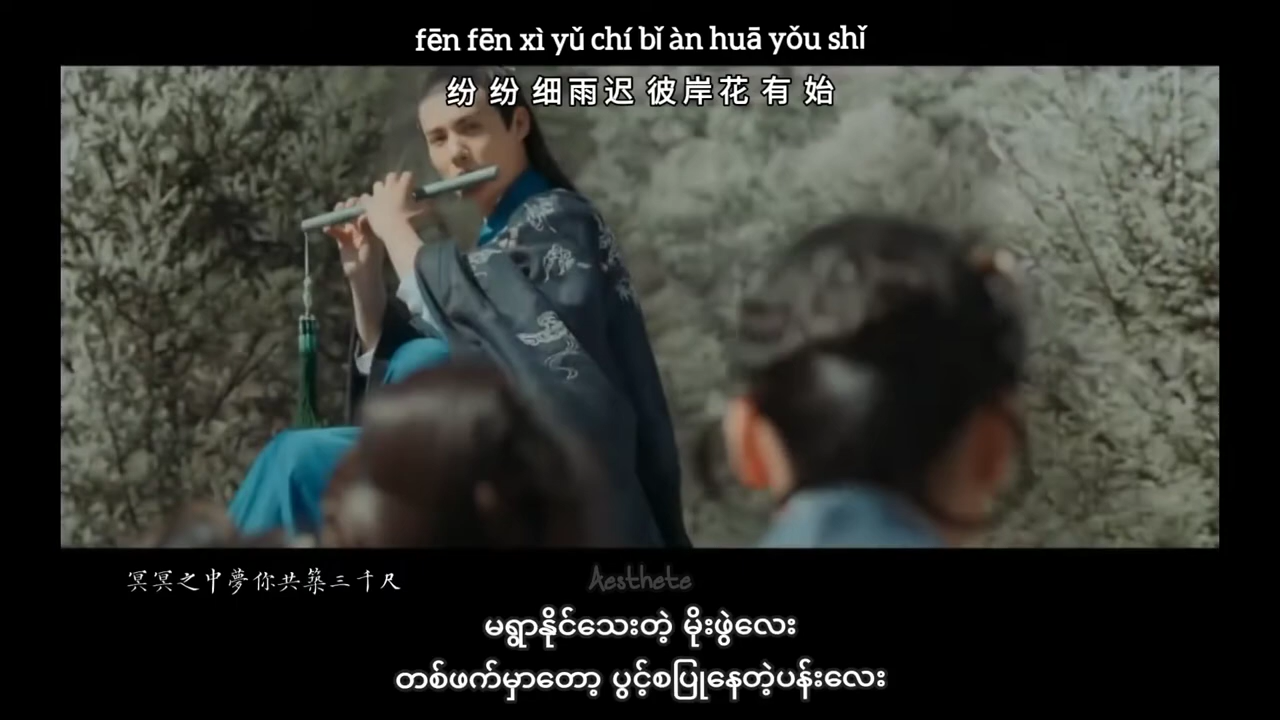 fēn fēn xì yǔ chí bǐ àn huā yǒu shǐ
纷 纷 细雨迟 彼岸花 有 始
冥冥之中夢你共築三千尺
Aesthete
မရွာနိုင်သေးတဲ့ မိုးဖွဲလေး
တစ်ဖက်မှာတော့ ပွင့်စပြုနေတဲ့ပန်းလေး